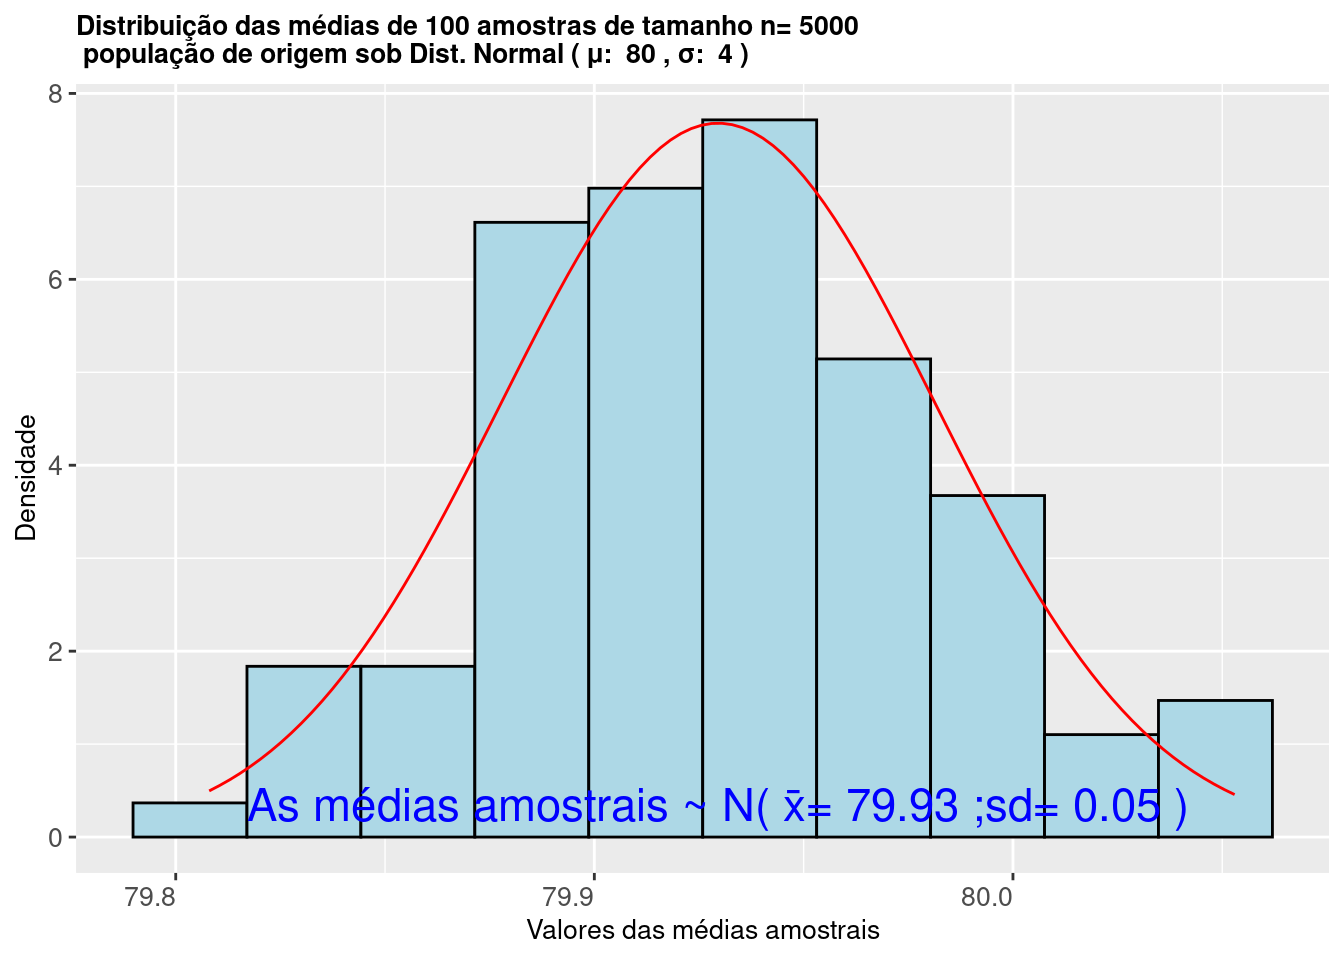 Distribuição das médias de 100 amostras de tamanho n= 5000
população de origem sob Dist. Normal ( μ:  80 , σ:  4 )
8
6
4
2
0
Densidade
As médias amostrais ~ N( x̄= 79.93 ;sd= 0.05 )
79.8
79.9
80.0
Valores das médias amostrais